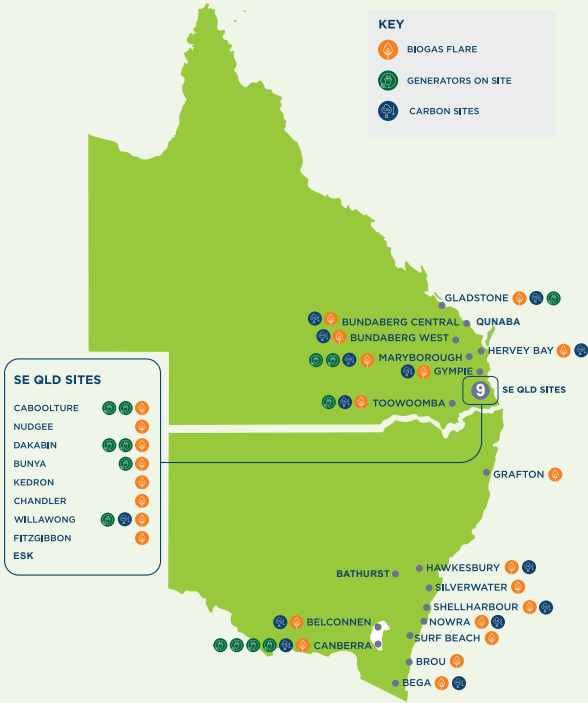 KEY
BIOGAS FLARE
GENERATORS ON SITE
CARBON SITES
GLADSTONE
BUNDABERG CENTRAL
QUNABA
BUNDABERG WEST
HERVEY BAY
MARYBOROUGH
GYMPIE
9
SE QLD SITES
TOOWOOMBA
SE QLD SITES
CABOOLTURE
NUDGEE
DAKABIN
BUNYA
KEDRON
CHANDLER
WILLAWONG
FITZGIBBON
ESK
GRAFTON
HAWKESBURY
BATHURST
SILVERWATER
SHELLHARBOUR
BELCONNEN
NOWRA
SURF BEACH
CANBERRA
BROU
BEGA